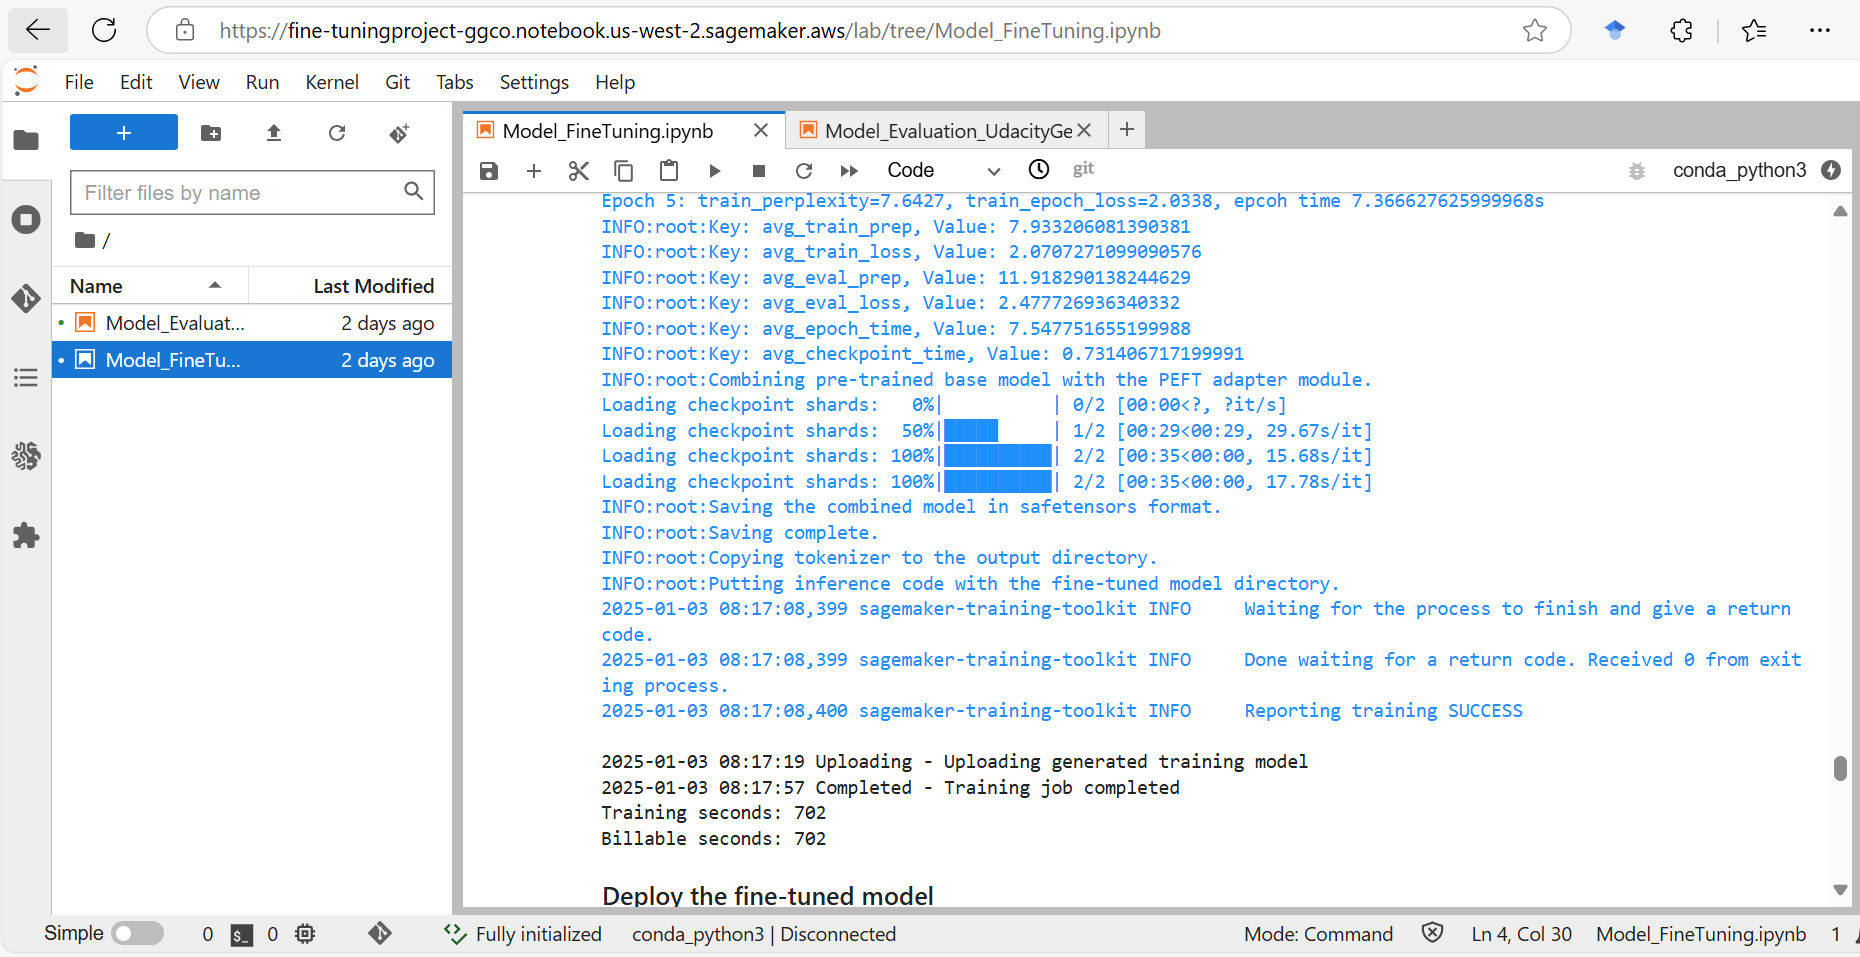 https://fine-tuningproject-ggco.notebook.us-west-2.sagemaker.aws/lab/tree/Model_FineTuning.ipynb
File Edit View Run Kernel Git Tabs Settings Help
Model_FineTuning.ipynb
Model_Evaluation_UdacityGe
Code
git
conda_python3
Filter files by name
/
Name Last Modified
Model_Evaluat... 2 days ago
Model_FineTu... 2 days ago
Epoch 5: train_perplexity=7.6427, train_epoch_loss=2.0338, epcoh time 7.366627625999968s
INFO:root:Key: avg_train_prep, Value: 7.933206081390381
INFO:root:Key: avg_train_loss, Value: 2.0707271099090576
INFO:root:Key: avg_eval_prep, Value: 11.918290138244629
INFO:root:Key: avg_eval_loss, Value: 2.477726936340332
INFO:root:Key: avg_epoch_time, Value: 7.547751655199988
INFO:root:Key: avg_checkpoint_time, Value: 0.731406717199991
INFO:root:Combining pre-trained base model with the PEFT adapter module.
Loading checkpoint shards:   0%|          | 0/2 [00:00<?, ?it/s]
Loading checkpoint shards:  50%|█████     | 1/2 [00:29<00:29, 29.67s/it]
Loading checkpoint shards: 100%|██████████| 2/2 [00:35<00:00, 15.68s/it]
Loading checkpoint shards: 100%|██████████| 2/2 [00:35<00:00, 17.78s/it]
INFO:root:Saving the combined model in safetensors format.
INFO:root:Saving complete.
INFO:root:Copying tokenizer to the output directory.
INFO:root:Putting inference code with the fine-tuned model directory.
2025-01-03 08:17:08,399 sagemaker-training-toolkit INFO     Waiting for the process to finish and give a return
code.
2025-01-03 08:17:08,399 sagemaker-training-toolkit INFO     Done waiting for a return code. Received 0 from exit
ing process.
2025-01-03 08:17:08,400 sagemaker-training-toolkit INFO     Reporting training SUCCESS
2025-01-03 08:17:19 Uploading - Uploading generated training model
2025-01-03 08:17:57 Completed - Training job completed
Training seconds: 702
Billable seconds: 702
Deploy the fine-tuned model
Simple 0 $_ 0 Fully initialized conda_python3 | Disconnected Mode: Command Ln 4, Col 30 Model_FineTuning.ipynb 1